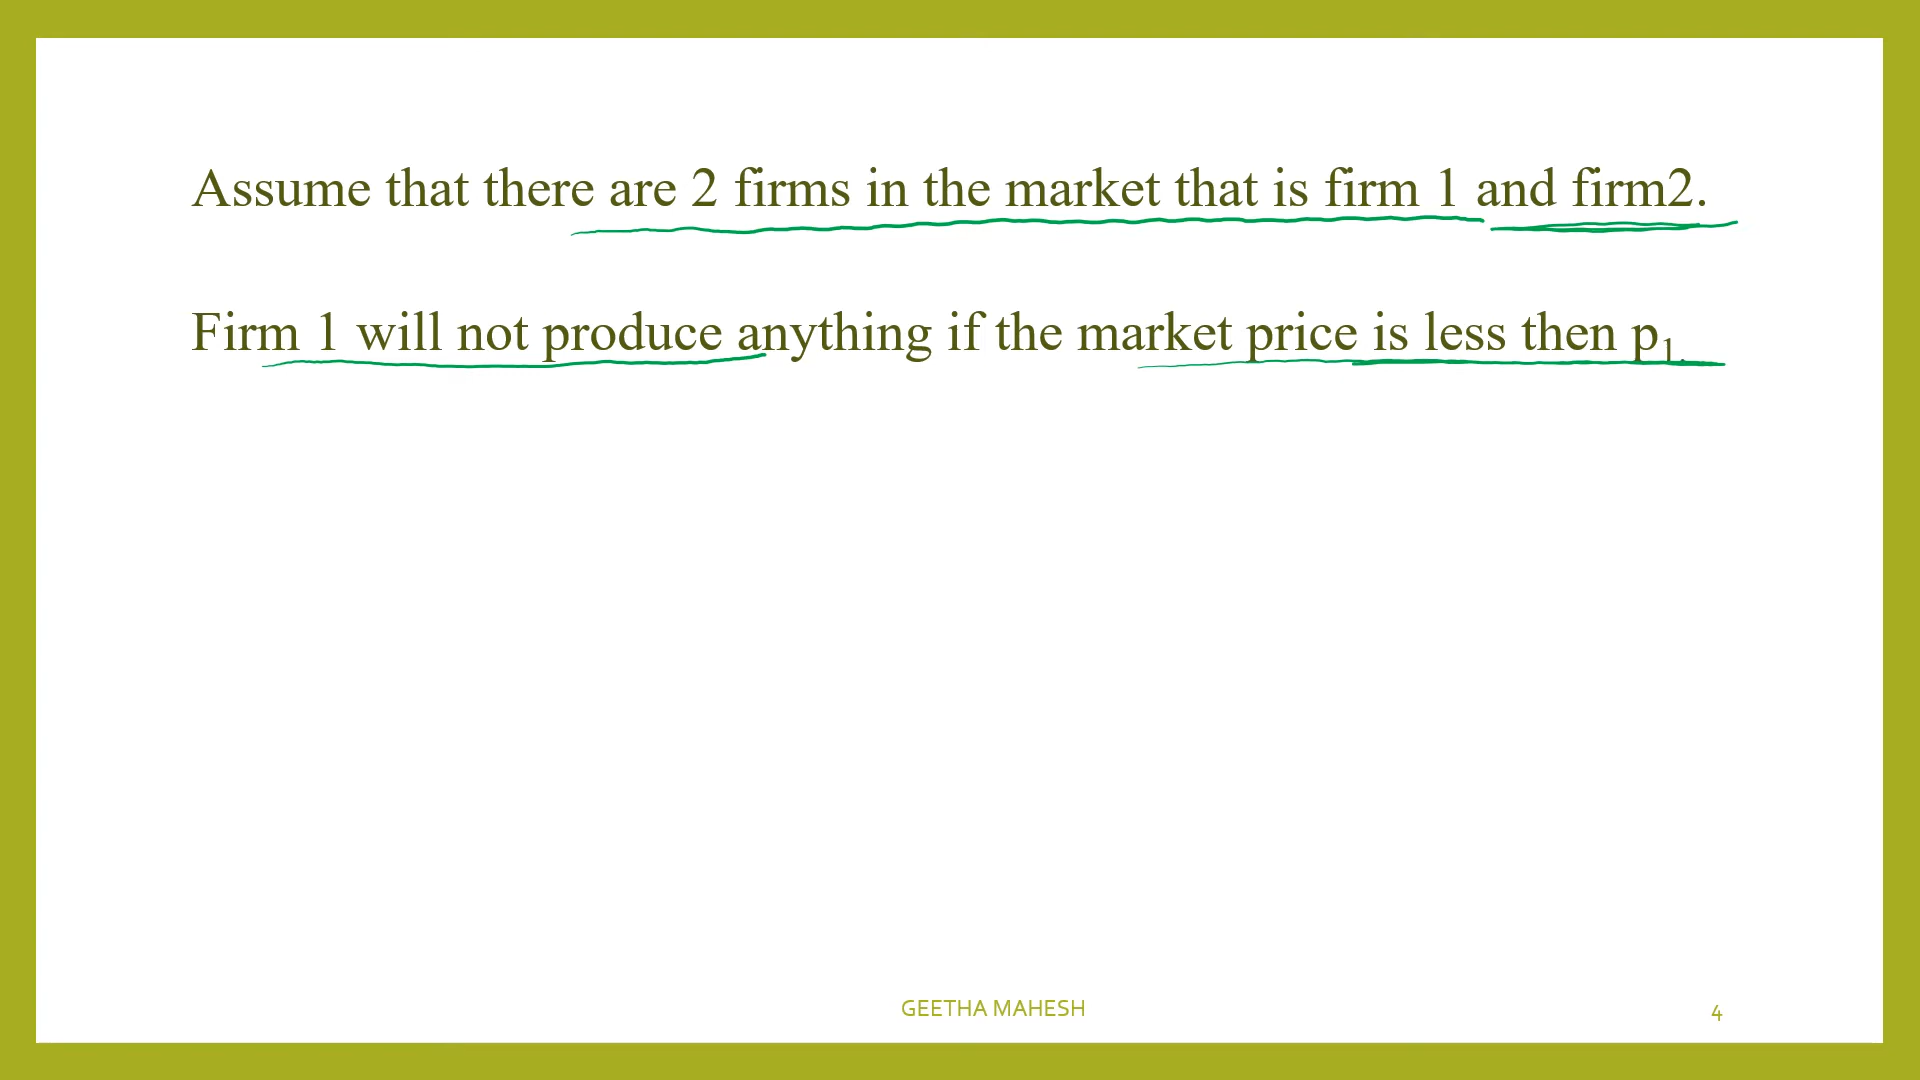 Assume that there are 2 firms in the market that is firm 1 and firm2.
Firm 1 will not produce anything if the market price is less then p₁.
GEETHA MAHESH
4